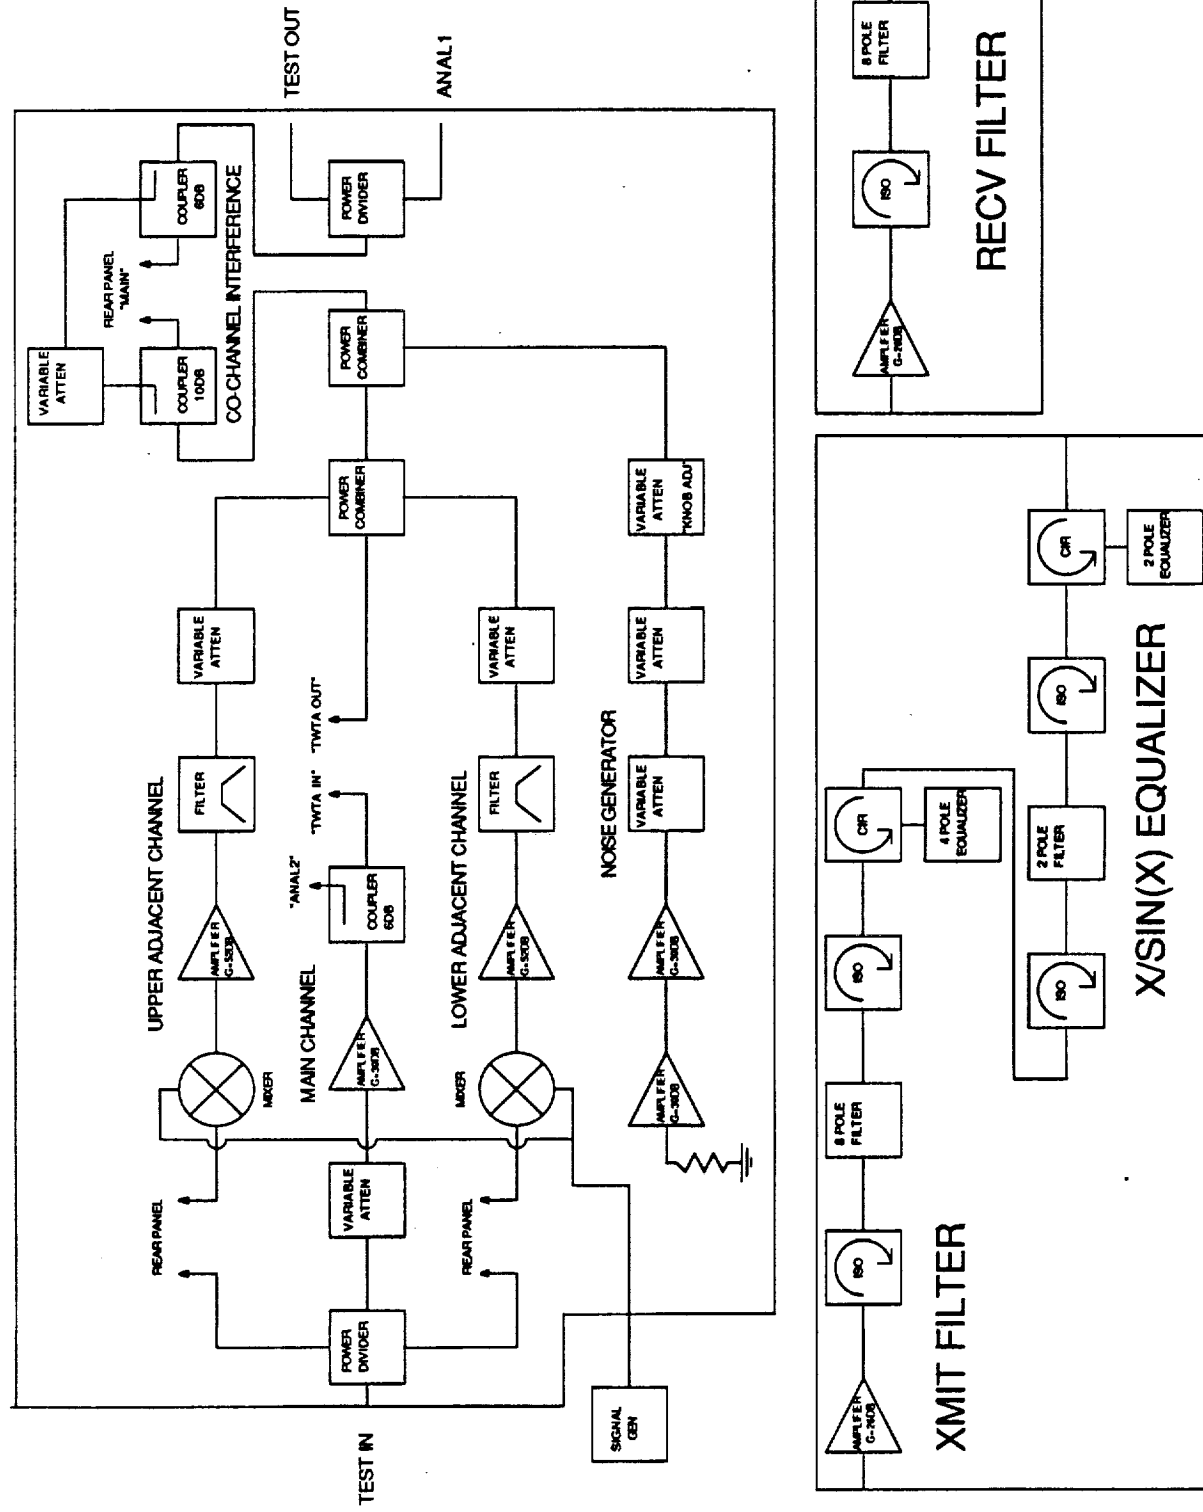 TEST IN
POWER
DIVIDER
REAR PANEL
REAR PANEL
VARIABLE
ATTEN
SIGNAL
GEN
UPPER ADJACENT CHANNEL
MIXER
AMPLIFIER
G=52DB
FILTER
VARIABLE
ATTEN
MAIN CHANNEL
AMPLIFIER
G=30DB
"ANAL2"
COUPLER
6DB
"TWTA IN"
"TWTA OUT"
LOWER ADJACENT CHANNEL
MIXER
AMPLIFIER
G=52DB
FILTER
VARIABLE
ATTEN
NOISE GENERATOR
AMPLIFIER
G=30DB
AMPLIFIER
G=30DB
VARIABLE
ATTEN
VARIABLE
ATTEN
VARIABLE
ATTEN
"KNOB ADJ"
POWER
COMBINER
POWER
COMBINER
VARIABLE
ATTEN
COUPLER
10DB
REAR PANEL
"MAIN"
COUPLER
6DB
CO-CHANNEL INTERFERENCE
POWER
DIVIDER
TEST OUT
ANAL1
XMIT FILTER
AMPLIFIER
ISO
8 POLE
FILTER
ISO
CIR
4 POLE
EQUALIZER
X/SIN(X) EQUALIZER
ISO
2 POLE
FILTER
ISO
CIR
2 POLE
EQUALIZER
RECV FILTER
AMPLIFIER
ISO
8 POLE
FILTER